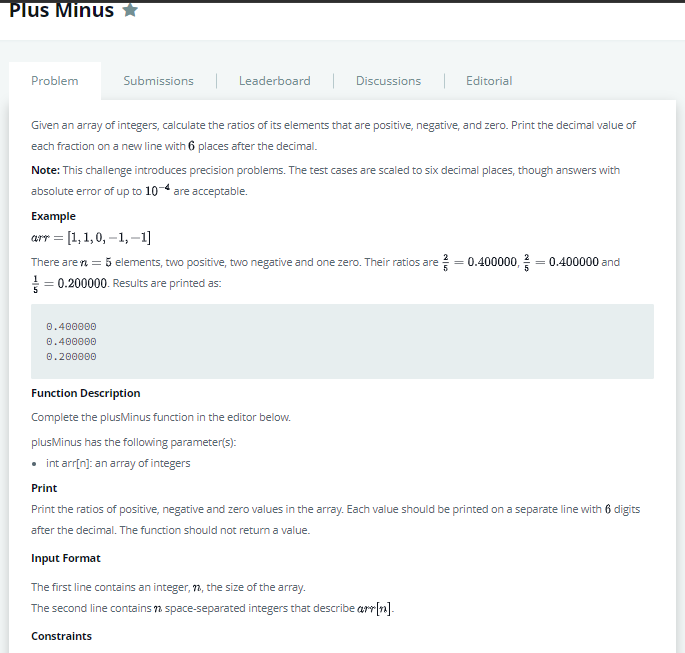 Plus Minus
Problem
Submissions
Leaderboard
Discussions
Editorial
Given an array of integers, calculate the ratios of its elements that are positive, negative, and zero. Print the decimal value of
each fraction on a new line with 6 places after the decimal.
Note: This challenge introduces precision problems. The test cases are scaled to six decimal places, though answers with
absolute error of up to 10⁻⁴ are acceptable.
Example
arr = [1, 1, 0, −1, −1]
There are n = 5 elements, two positive, two negative and one zero. Their ratios are 2/5 = 0.400000, 2/5 = 0.400000 and
1/5 = 0.200000. Results are printed as:
0.400000
0.400000
0.200000
Function Description
Complete the plusMinus function in the editor below.
plusMinus has the following parameter(s):
• int arr[n]: an array of integers
Print
Print the ratios of positive, negative and zero values in the array. Each value should be printed on a separate line with 6 digits
after the decimal. The function should not return a value.
Input Format
The first line contains an integer, n, the size of the array.
The second line contains n space-separated integers that describe arr[n].
Constraints